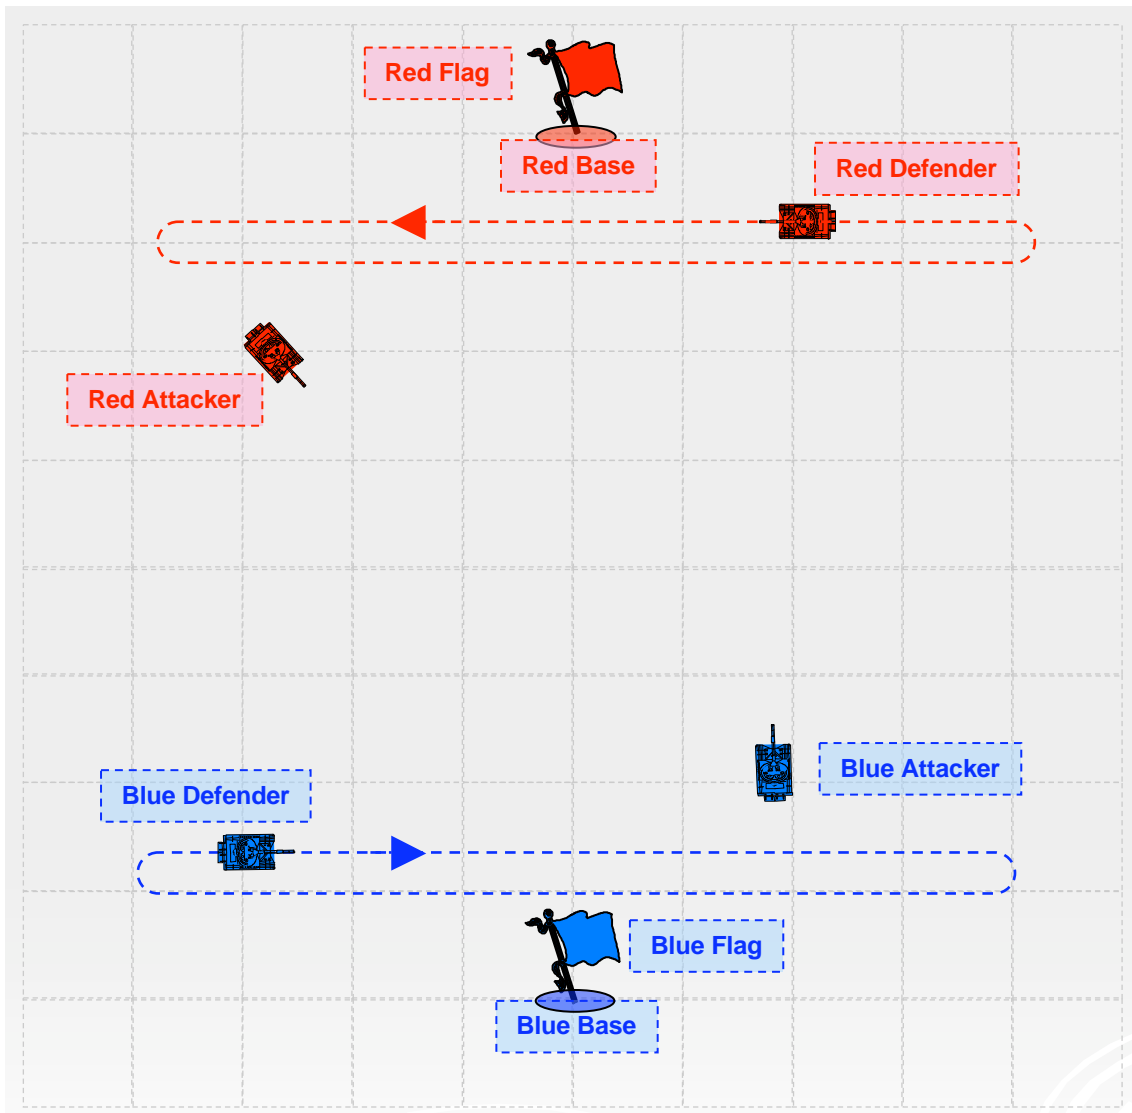 Red Flag
Red Base
Red Defender
Red Attacker
Blue Attacker
Blue Defender
Blue Flag
Blue Base